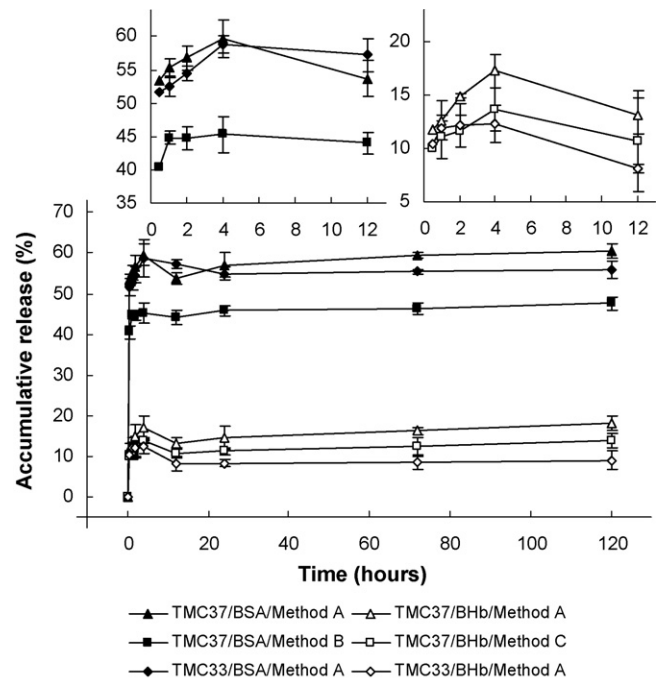 60
55
50
45
40
35
0 2 4 6 8 10 12
20
15
10
5
0 2 4 6 8 10 12
70
60
50
40
30
20
10
0
Accumulative release (%)
0 20 40 60 80 100 120
Time (hours)
TMC37/BSA/Method A TMC37/BHb/Method A
TMC37/BSA/Method B TMC37/BHb/Method C
TMC33/BSA/Method A TMC33/BHb/Method A